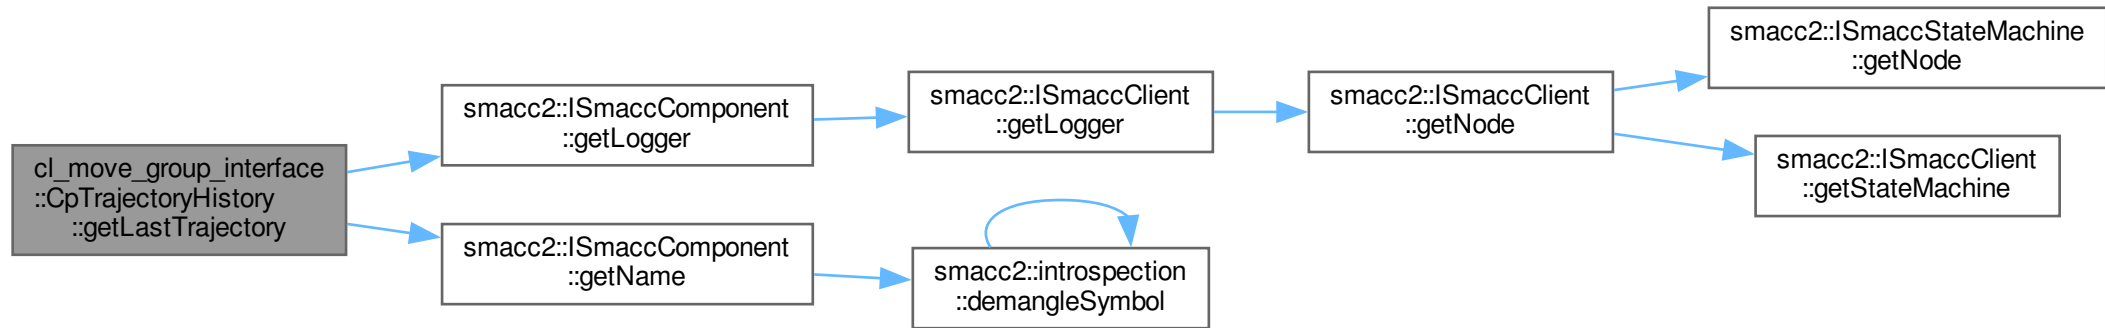 cl_move_group_interface
::CpTrajectoryHistory
::getLastTrajectory
smacc2::ISmaccComponent
::getLogger
smacc2::ISmaccClient
::getLogger
smacc2::ISmaccClient
::getNode
smacc2::ISmaccStateMachine
::getNode
smacc2::ISmaccClient
::getStateMachine
smacc2::ISmaccComponent
::getName
smacc2::introspection
::demangleSymbol